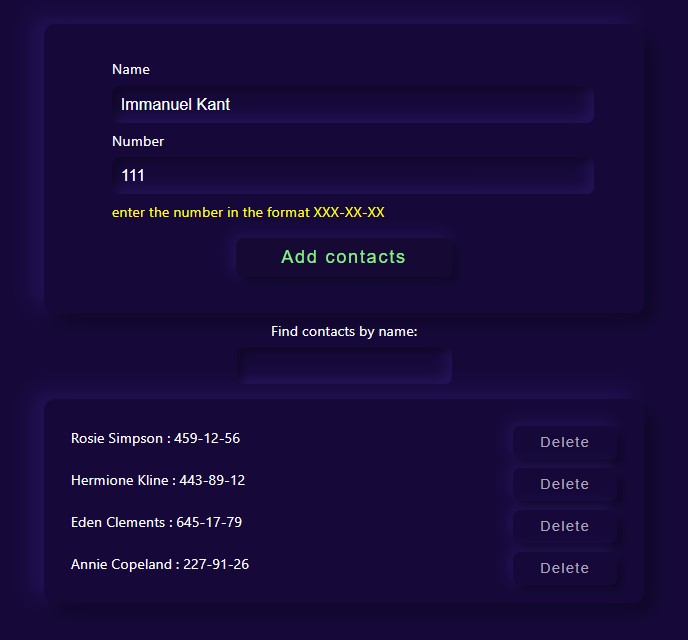 Name
Immanuel Kant
Number
111
enter the number in the format XXX-XX-XX
Add contacts
Find contacts by name:
Rosie Simpson : 459-12-56 Delete
Hermione Kline : 443-89-12 Delete
Eden Clements : 645-17-79 Delete
Annie Copeland : 227-91-26 Delete